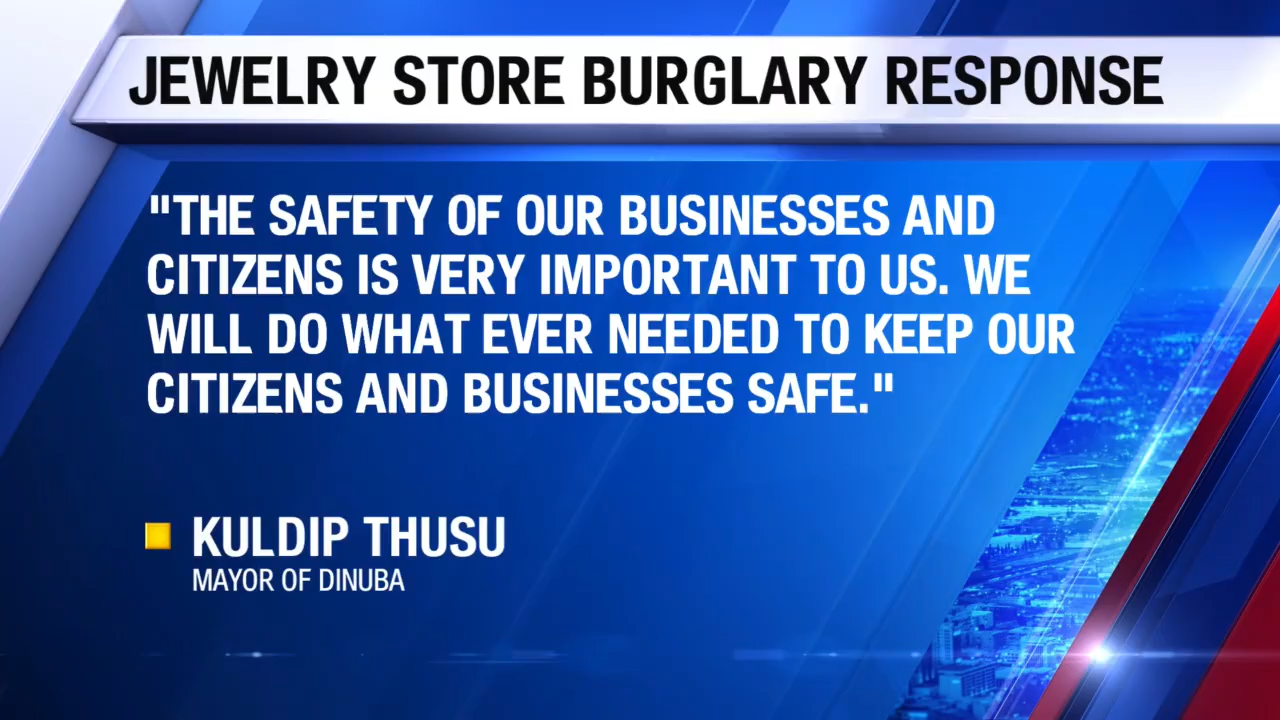 JEWELRY STORE BURGLARY RESPONSE
"THE SAFETY OF OUR BUSINESSES AND
CITIZENS IS VERY IMPORTANT TO US. WE
WILL DO WHAT EVER NEEDED TO KEEP OUR
CITIZENS AND BUSINESSES SAFE."
KULDIP THUSU
MAYOR OF DINUBA